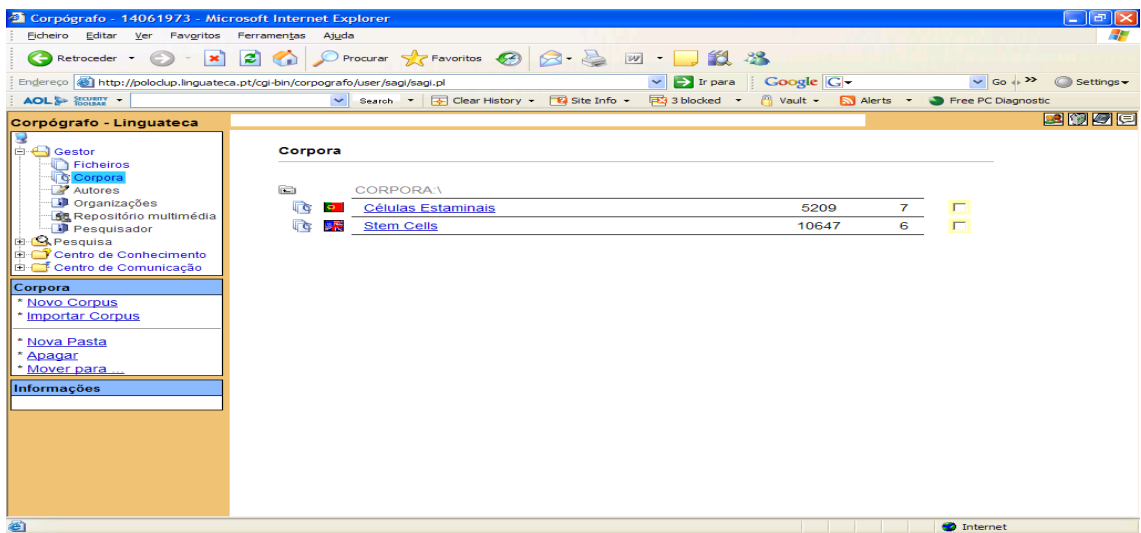 Corpógrafo - 14061973 - Microsoft Internet Explorer
Ficheiro Editar Ver Favoritos Ferramentas Ajuda
Retroceder Procurar Favoritos
Endereço http://poloclup.linguateca.pt/cgi-bin/corpografo/user/sagi/sagi.pl Ir para Google G Go Settings
AOL SECURITY TOOLBAR Search Clear History Site Info 3 blocked Vault Alerts Free PC Diagnostic
Corpógrafo - Linguateca
Gestor
Ficheiros
Corpora
Autores
Organizações
Repositório multimédia
Pesquisador
Pesquisa
Centro de Conhecimento
Centro de Comunicação
Corpora
* Novo Corpus
* Importar Corpus
* Nova Pasta
* Apagar
* Mover para ...
Informações
Corpora
CORPORA:\
Células Estaminais 5209 7
Stem Cells 10647 6
Internet